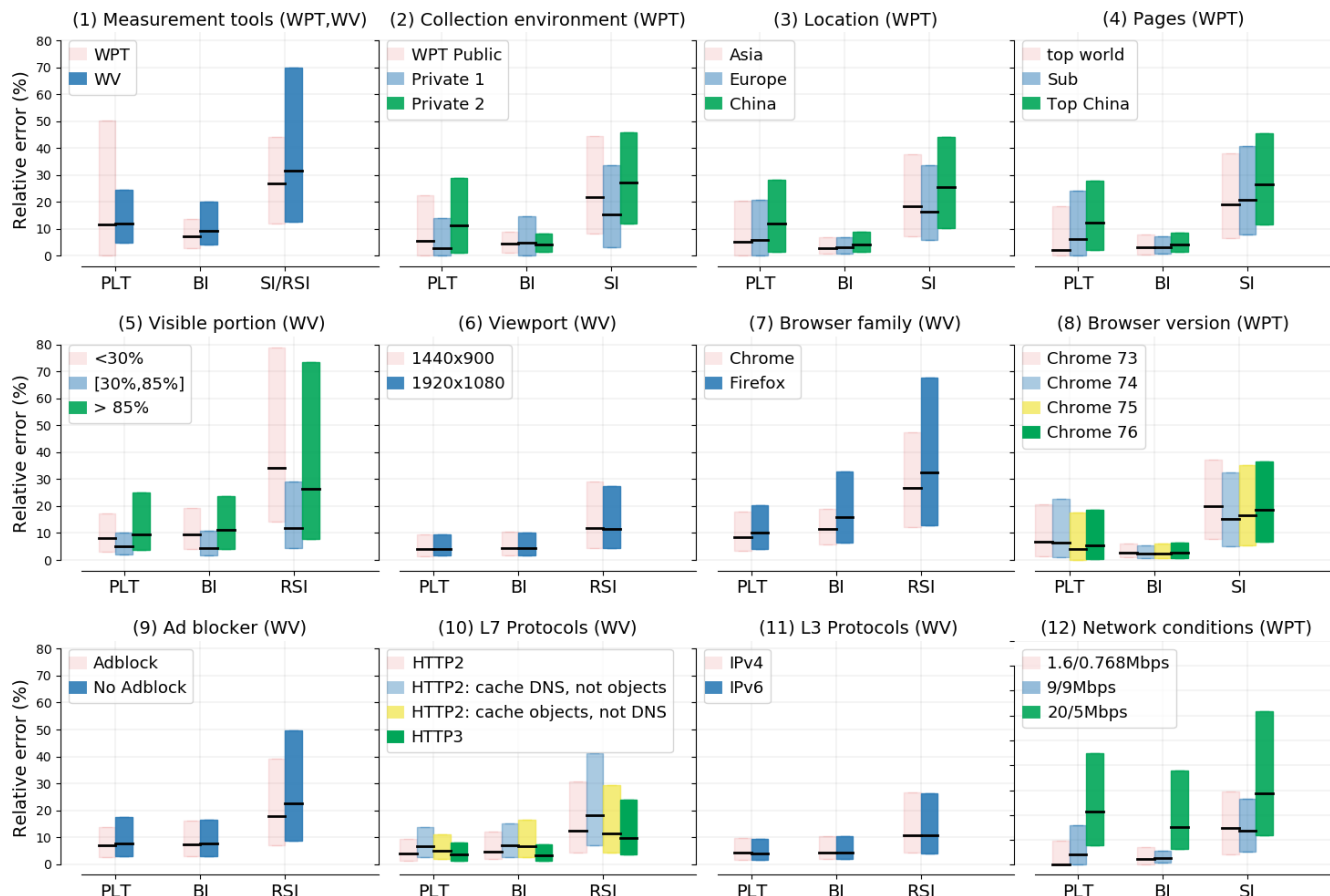 (1) Measurement tools (WPT,WV)
Relative error (%)
80
70
60
50
40
30
20
10
0
WPT
WV
PLT BI SI/RSI
(2) Collection environment (WPT)
WPT Public
Private 1
Private 2
PLT BI SI
(3) Location (WPT)
Asia
Europe
China
PLT BI SI
(4) Pages (WPT)
top world
Sub
Top China
PLT BI SI
(5) Visible portion (WV)
Relative error (%)
80
70
60
50
40
30
20
10
0
<30%
[30%,85%]
> 85%
PLT BI RSI
(6) Viewport (WV)
1440x900
1920x1080
PLT BI RSI
(7) Browser family (WV)
Chrome
Firefox
PLT BI RSI
(8) Browser version (WPT)
Chrome 73
Chrome 74
Chrome 75
Chrome 76
PLT BI SI
(9) Ad blocker (WV)
Relative error (%)
80
70
60
50
40
30
20
10
0
Adblock
No Adblock
PLT BI RSI
(10) L7 Protocols (WV)
HTTP2
HTTP2: cache DNS, not objects
HTTP2: cache objects, not DNS
HTTP3
PLT BI RSI
(11) L3 Protocols (WV)
IPv4
IPv6
PLT BI RSI
(12) Network conditions (WPT)
1.6/0.768Mbps
9/9Mbps
20/5Mbps
PLT BI SI